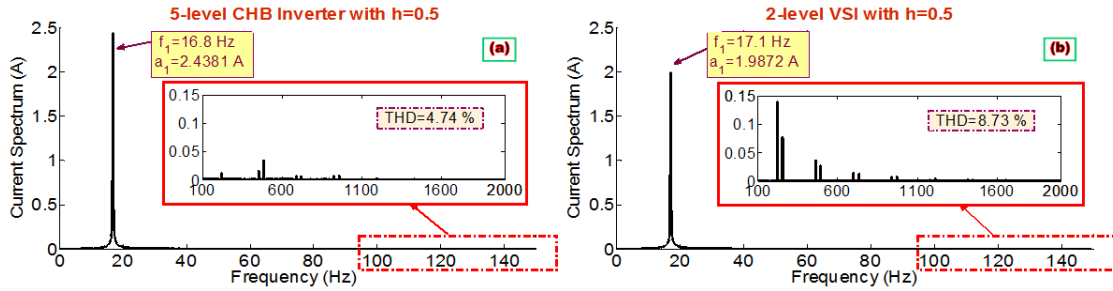 5-level CHB Inverter with h=0.5
(a)
f1=16.8 Hz
a1=2.4381 A
THD=4.74 %
0.15
0.1
0.05
100 600 1100 1600 2000
Current Spectrum (A)
2.5
2
1.5
1
0.5
0
0 20 40 60 80 100 120 140
Frequency (Hz)
2-level VSI with h=0.5
(b)
f1=17.1 Hz
a1=1.9872 A
THD=8.73 %
0.15
0.1
0.05
100 600 1100 1600 2000
Current Spectrum (A)
2.5
2
1.5
1
0.5
0
0 20 40 60 80 100 120 140
Frequency (Hz)